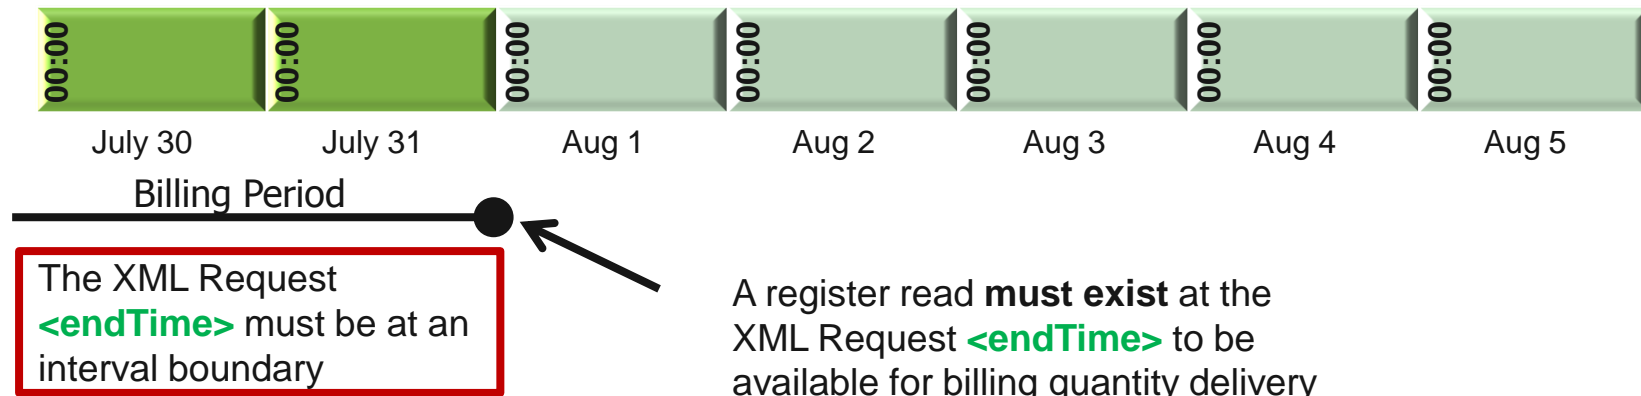 00:00 00:00 00:00 00:00 00:00 00:00 00:00
July 30 July 31 Aug 1 Aug 2 Aug 3 Aug 4 Aug 5
Billing Period
The XML Request
<endTime> must be at an
interval boundary
A register read must exist at the
XML Request <endTime> to be
available for billing quantity delivery